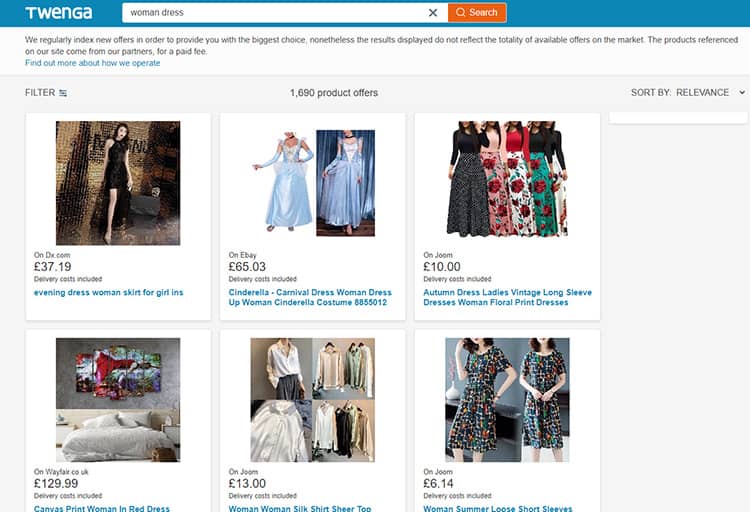 TWENGA
woman dress
Search
We regularly index new offers in order to provide you with the biggest choice, nonetheless the results displayed do not reflect the totality of available offers on the market. The products referenced
on our site come from our partners, for a paid fee.
Find out more about how we operate
FILTER
1,690 product offers
SORT BY: RELEVANCE
On Dx.com
£37.19
Delivery costs included
evening dress woman skirt for girl ins
On Ebay
£65.03
Delivery costs included
Cinderella - Carnival Dress Woman Dress
Up Woman Cinderella Costume 8855012
On Joom
£10.00
Delivery costs included
Autumn Dress Ladies Vintage Long Sleeve
Dresses Woman Floral Print Dresses
On Wayfair.co.uk
£129.99
Delivery costs included
Canvas Print Woman In Red Dress
On Joom
£13.00
Delivery costs included
Woman Woman Silk Shirt Sheer Top
On Joom
£6.14
Delivery costs included
Woman Summer Loose Short Sleeves